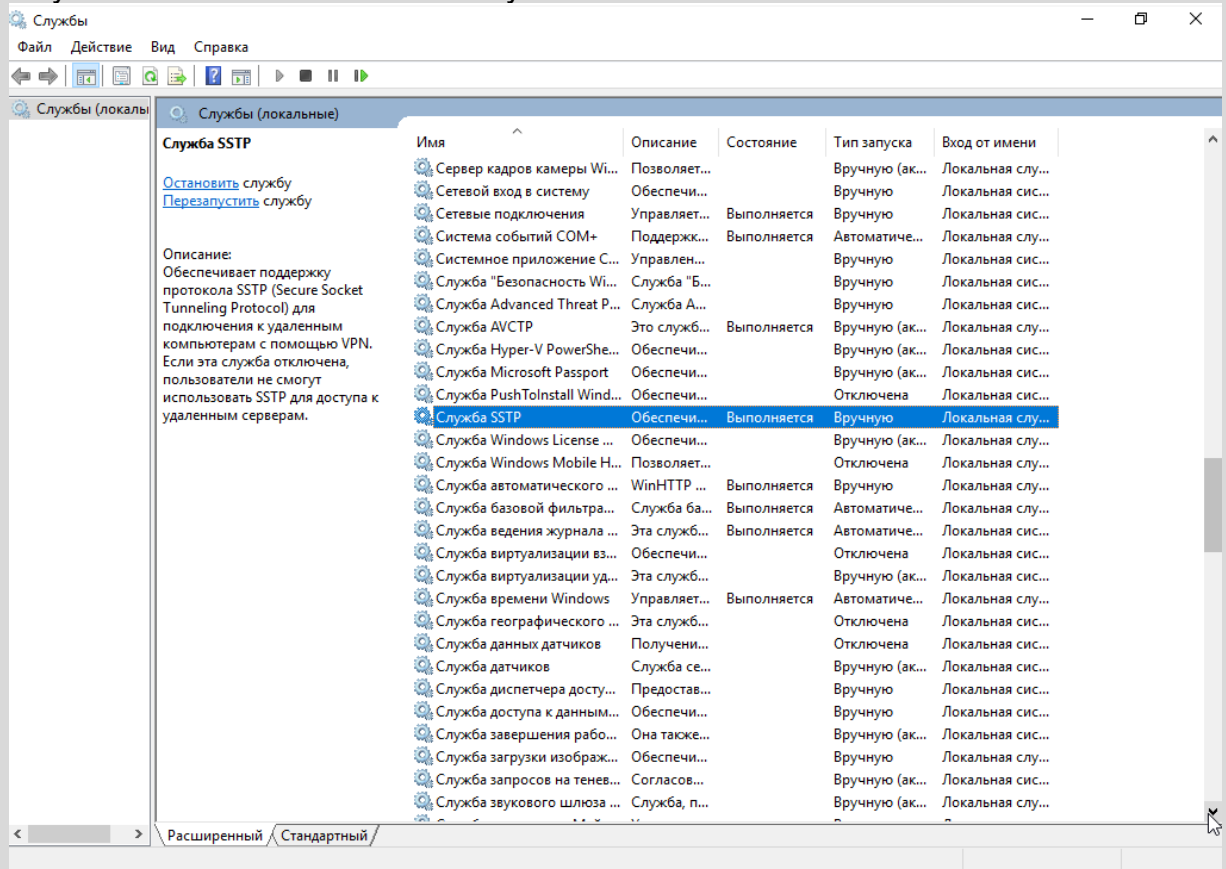 Службы
Файл Действие Вид Справка
Службы (локалы
Службы (локальные)
Служба SSTP
Остановить службу
Перезапустить службу
Описание:
Обеспечивает поддержку
протокола SSTP (Secure Socket
Tunneling Protocol) для
подключения к удаленным
компьютерам с помощью VPN.
Если эта служба отключена,
пользователи не смогут
использовать SSTP для доступа к
удаленным серверам.
Имя Описание Состояние Тип запуска Вход от имени
Сервер кадров камеры Wi... Позволяет... Вручную (ак... Локальная слу...
Сетевой вход в систему Обеспечи... Вручную Локальная сис...
Сетевые подключения Управляет... Выполняется Вручную Локальная сис...
Система событий COM+ Поддержк... Выполняется Автоматиче... Локальная слу...
Системное приложение C... Управлен... Вручную Локальная сис...
Служба "Безопасность Wi... Служба "Б... Вручную Локальная сис...
Служба Advanced Threat P... Служба A... Вручную Локальная сис...
Служба AVCTP Это служб... Выполняется Вручную (ак... Локальная слу...
Служба Hyper-V PowerShe... Обеспечи... Вручную (ак... Локальная сис...
Служба Microsoft Passport Обеспечи... Вручную (ак... Локальная сис...
Служба PushToInstall Wind... Обеспечи... Отключена Локальная сис...
Служба SSTP Обеспечи... Выполняется Вручную Локальная слу...
Служба Windows License ... Обеспечи... Вручную (ак... Локальная сис...
Служба Windows Mobile H... Позволяет... Отключена Локальная слу...
Служба автоматического ... WinHTTP ... Выполняется Вручную Локальная слу...
Служба базовой фильтра... Служба ба... Выполняется Автоматиче... Локальная слу...
Служба ведения журнала ... Эта служб... Выполняется Автоматиче... Локальная сис...
Служба виртуализации вз... Обеспечи... Отключена Локальная сис...
Служба виртуализации уд... Эта служб... Вручную (ак... Локальная сис...
Служба времени Windows Управляет... Выполняется Автоматиче... Локальная слу...
Служба географического ... Эта служб... Отключена Локальная сис...
Служба данных датчиков Получени... Отключена Локальная сис...
Служба датчиков Служба се... Вручную (ак... Локальная сис...
Служба диспетчера досту... Предостав... Вручную Локальная сис...
Служба доступа к данным... Обеспечи... Вручную Локальная сис...
Служба завершения рабо... Она также... Вручную (ак... Локальная сис...
Служба загрузки изображ... Обеспечи... Вручную Локальная слу...
Служба запросов на тенев... Согласов... Вручную (ак... Локальная сис...
Служба звукового шлюза ... Служба, п... Вручную (ак... Локальная слу...
Расширенный Стандартный